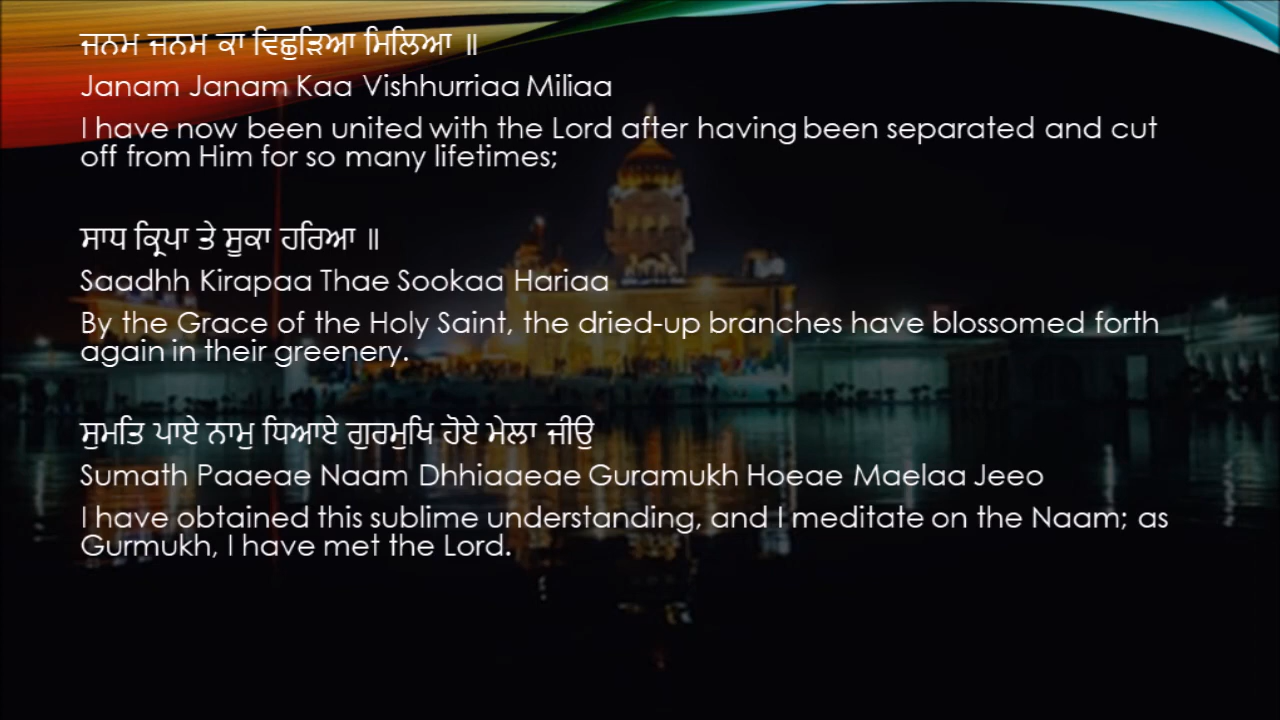 ਜਨਮ ਜਨਮ ਕਾ ਵਿਛੁੜਿਆ ਮਿਲਿਆ ॥
Janam Janam Kaa Vishhurriaa Miliaa
I have now been united with the Lord after having been separated and cut
off from Him for so many lifetimes;
ਸਾਧ ਕ੍ਰਿਪਾ ਤੇ ਸੂਕਾ ਹਰਿਆ ॥
Saadhh Kirapaa Thae Sookaa Hariaa
By the Grace of the Holy Saint, the dried-up branches have blossomed forth
again in their greenery.
ਸੁਮਤਿ ਪਾਏ ਨਾਮੁ ਧਿਆਏ ਗੁਰਮੁਖਿ ਹੋਏ ਮੇਲਾ ਜੀਉ
Sumath Paaeae Naam Dhhiaaeae Guramukh Hoeae Maelaa Jeeo
I have obtained this sublime understanding, and I meditate on the Naam; as
Gurmukh, I have met the Lord.